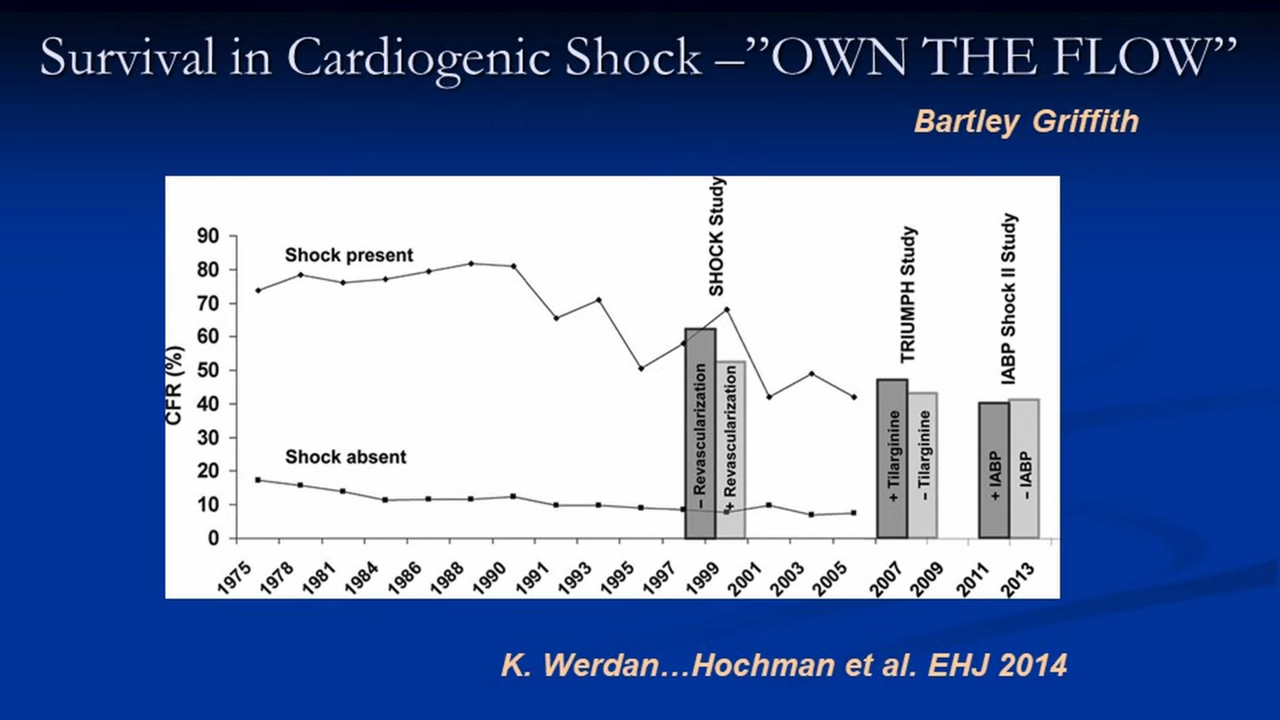 Survival in Cardiogenic Shock –”OWN THE FLOW”
Bartley Griffith
SHOCK Study
TRIUMPH Study
IABP Shock II Study
CFR (%)
90
80
70
60
50
40
30
20
10
0
Shock present
Shock absent
– Revascularization
+ Revascularization
+ Tilarginine
– Tilarginine
+ IABP
– IABP
1975
1978
1981
1984
1986
1988
1990
1991
1993
1995
1997
1999
2001
2003
2005
2007
2009
2011
2013
K. Werdan...Hochman et al. EHJ 2014